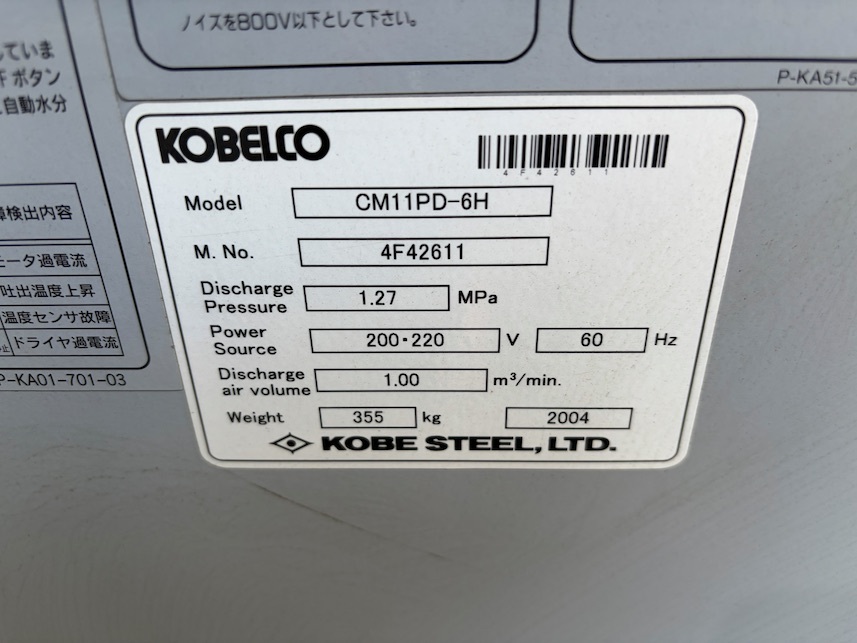 ノイズを800V以下として下さい。
していま
ボタン
自動水分
P-KA51-5
検出内容
ータ過電流
吐出温度上昇
温度センサ故障
ドライヤ過電流
P-KA01-701-03
KOBELCO
4F42611
Model CM11PD-6H
M. No. 4F42611
Discharge Pressure 1.27 MPa
Power Source 200·220 V 60 Hz
Discharge air volume 1.00 m³/min.
Weight 355 kg 2004
KOBE STEEL, LTD.